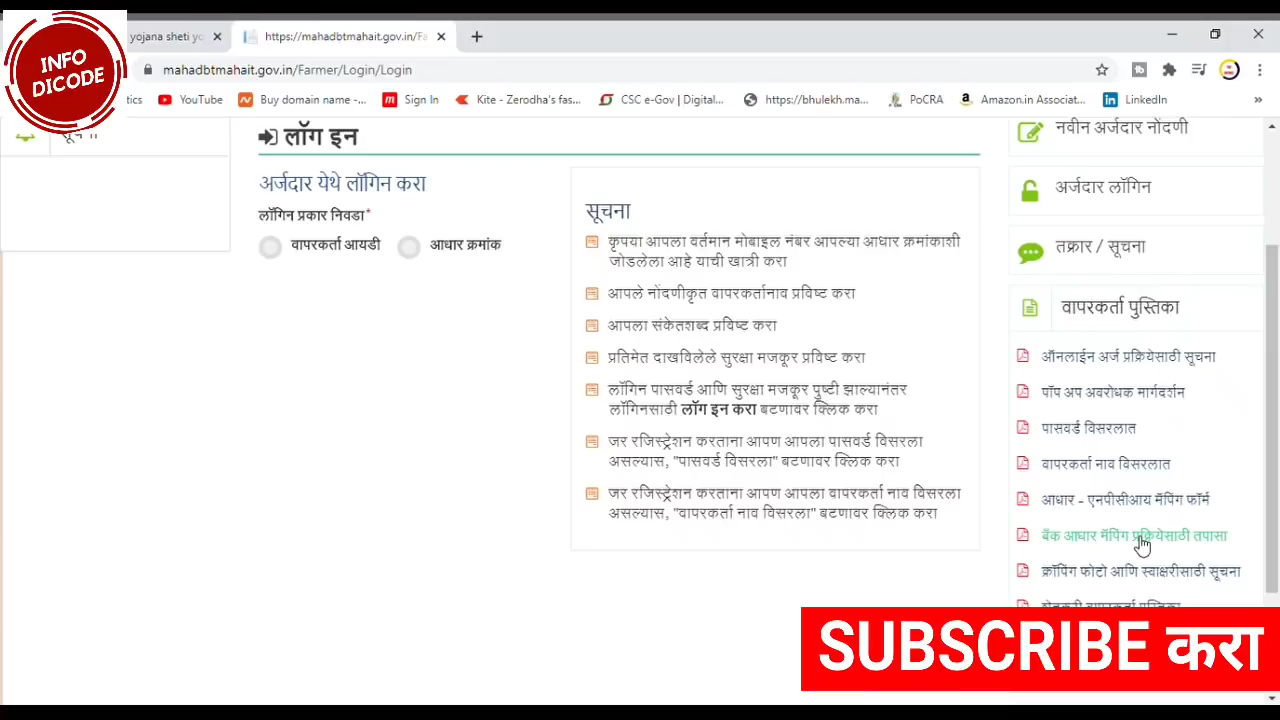 INFO
DICODE
yojana sheti yo
https://mahadbtmahait.gov.in/Fa
mahadbtmahait.gov.in/Farmer/Login/Login
tics
YouTube
Buy domain name -...
Sign In
Kite - Zerodha's fas...
CSC e-Gov | Digital...
https://bhulekh.ma...
PoCRA
Amazon.in Associat...
LinkedIn
»
सूचना
लॉग इन
अर्जदार येथे लॉगिन करा
लॉगिन प्रकार निवडा*
वापरकर्ता आयडी
आधार क्रमांक
सूचना
कृपया आपला वर्तमान मोबाइल नंबर आपल्या आधार क्रमांकाशी
जोडलेला आहे याची खात्री करा
आपले नोंदणीकृत वापरकर्तानाव प्रविष्ट करा
आपला संकेतशब्द प्रविष्ट करा
प्रतिमेत दाखविलेले सुरक्षा मजकूर प्रविष्ट करा
लॉगिन पासवर्ड आणि सुरक्षा मजकूर पुष्टी झाल्यानंतर
लॉगिनसाठी लॉग इन करा बटणावर क्लिक करा
जर रजिस्ट्रेशन करताना आपण आपला पासवर्ड विसरला
असल्यास, "पासवर्ड विसरला" बटणावर क्लिक करा
जर रजिस्ट्रेशन करताना आपण आपला वापरकर्ता नाव विसरला
असल्यास, "वापरकर्ता नाव विसरला" बटणावर क्लिक करा
नवीन अर्जदार नोंदणी
अर्जदार लॉगिन
तक्रार / सूचना
वापरकर्ता पुस्तिका
ऑनलाईन अर्ज प्रक्रियेसाठी सूचना
पॉप अप अवरोधक मार्गदर्शन
पासवर्ड विसरलात
वापरकर्ता नाव विसरलात
आधार - एनपीसीआय मॅपिंग फॉर्म
बँक आधार मॅपिंग प्रक्रियेसाठी तपासा
क्रॉपिंग फोटो आणि स्वाक्षरीसाठी सूचना
शेतकरी वापरकर्ता पुस्तिका
SUBSCRIBE करा